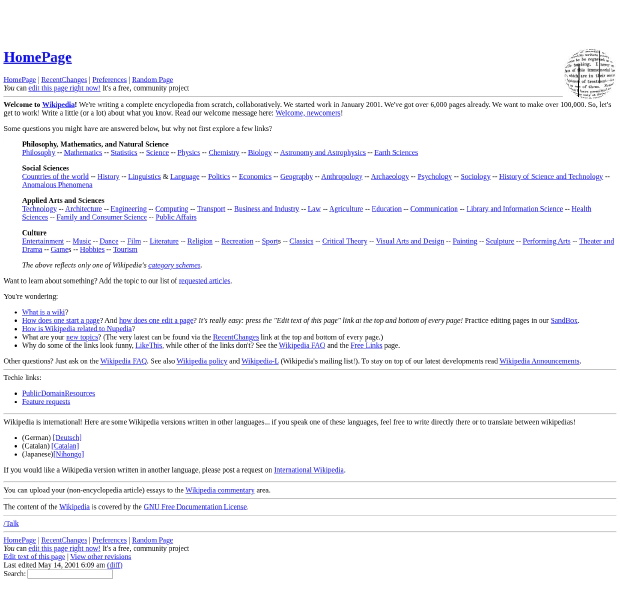 HomePage
HomePage | RecentChanges | Preferences | Random Page
You can edit this page right now! It's a free, community project
Welcome to Wikipedia! We're writing a complete encyclopedia from scratch, collaboratively. We started work in January 2001. We've got over 6,000 pages already. We want to make over 100,000. So, let's
get to work! Write a little (or a lot) about what you know. Read our welcome message here: Welcome, newcomers!
Some questions you might have are answered below, but why not first explore a few links?
Philosophy, Mathematics, and Natural Science
Philosophy -- Mathematics -- Statistics -- Science -- Physics -- Chemistry -- Biology -- Astronomy and Astrophysics -- Earth Sciences
Social Sciences
Countries of the world -- History -- Linguistics & Language -- Politics -- Economics -- Geography -- Anthropology -- Archaeology -- Psychology -- Sociology -- History of Science and Technology --
Anomalous Phenomena
Applied Arts and Sciences
Technology -- Architecture -- Engineering -- Computing -- Transport -- Business and Industry -- Law -- Agriculture -- Education -- Communication -- Library and Information Science -- Health
Sciences -- Family and Consumer Science -- Public Affairs
Culture
Entertainment -- Music -- Dance -- Film -- Literature -- Religion -- Recreation -- Sports -- Classics -- Critical Theory -- Visual Arts and Design -- Painting -- Sculpture -- Performing Arts -- Theater and
Drama -- Games -- Hobbies -- Tourism
The above reflects only one of Wikipedia's category schemes.
Want to learn about something? Add the topic to our list of requested articles.
You're wondering:
What is a wiki?
How does one start a page? And how does one edit a page? It's really easy: press the "Edit text of this page" link at the top and bottom of every page! Practice editing pages in our SandBox.
How is Wikipedia related to Nupedia?
What are your new topics? (The very latest can be found via the RecentChanges link at the top and bottom of every page.)
Why do some of the links look funny, LikeThis, while other of the links don't? See the Wikipedia FAQ and the Free Links page.
Other questions? Just ask on the Wikipedia FAQ. See also Wikipedia policy and Wikipedia-L (Wikipedia's mailing list!). To stay on top of our latest developments read Wikipedia Announcements.
Techie links:
PublicDomainResources
Feature requests
Wikipedia is international! Here are some Wikipedia versions written in other languages... if you speak one of these languages, feel free to write directly there or to translate between wikipedias!
(German) [Deutsch]
(Catalan) [Catalan]
(Japanese)[Nihongo]
If you would like a Wikipedia version written in another language, please post a request on International Wikipedia.
You can upload your (non-encyclopedia article) essays to the Wikipedia commentary area.
The content of the Wikipedia is covered by the GNU Free Documentation License.
/Talk
HomePage | RecentChanges | Preferences | Random Page
You can edit this page right now! It's a free, community project
Edit text of this page | View other revisions
Last edited May 14, 2001 6:09 am (diff)
Search: